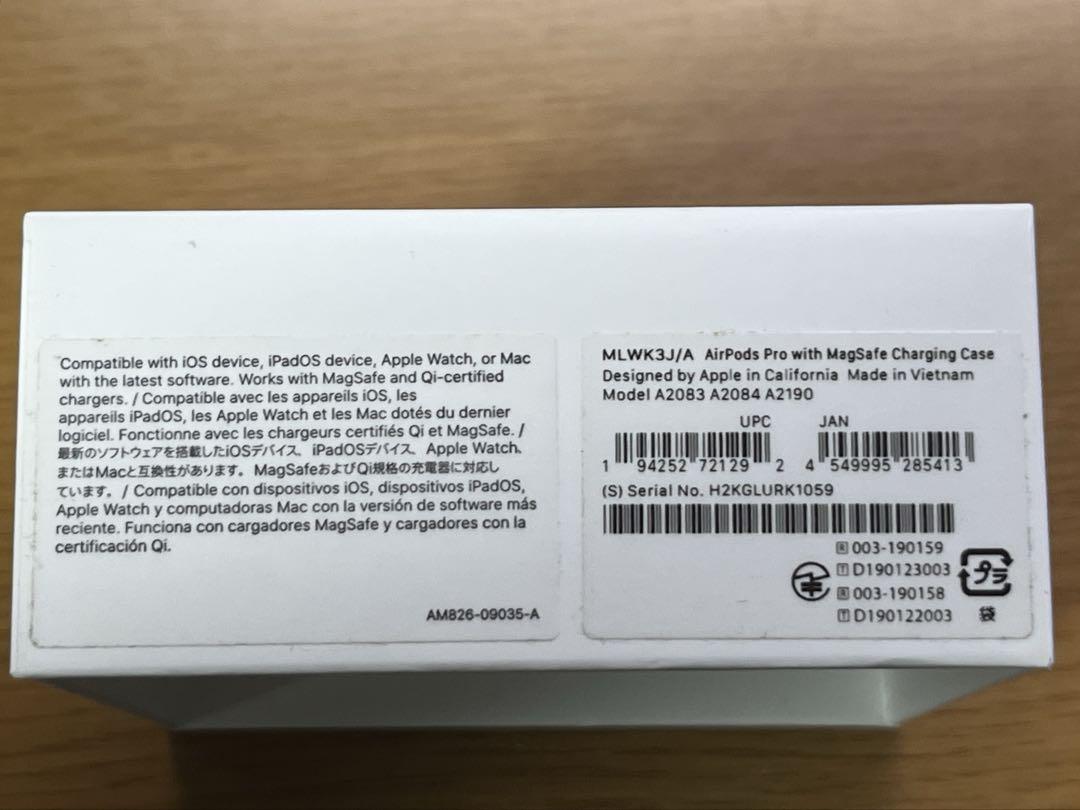 Compatible with iOS device, iPadOS device, Apple Watch, or Mac
with the latest software. Works with MagSafe and Qi-certified
chargers. / Compatible avec les appareils iOS, les
appareils iPadOS, les Apple Watch et les Mac dotés du dernier
logiciel. Fonctionne avec les chargeurs certifiés Qi et MagSafe. /
最新のソフトウェアを搭載したiOSデバイス、iPadOSデバイス、Apple Watch、
またはMacと互換性があります。MagSafeおよびQi規格の充電器に対応し
ています。/ Compatible con dispositivos iOS, dispositivos iPadOS,
Apple Watch y computadoras Mac con la versión de software más
reciente. Funciona con cargadores MagSafe y cargadores con la
certificación Qi.
AM826-09035-A
MLWK3J/A AirPods Pro with MagSafe Charging Case
Designed by Apple in California Made in Vietnam
Model A2083 A2084 A2190
UPC JAN
1 94252 72129 2 4 549995 285413
(S) Serial No. H2KGLURK1059
R 003-190159
T D190123003
R 003-190158
T D190122003
プラ
袋